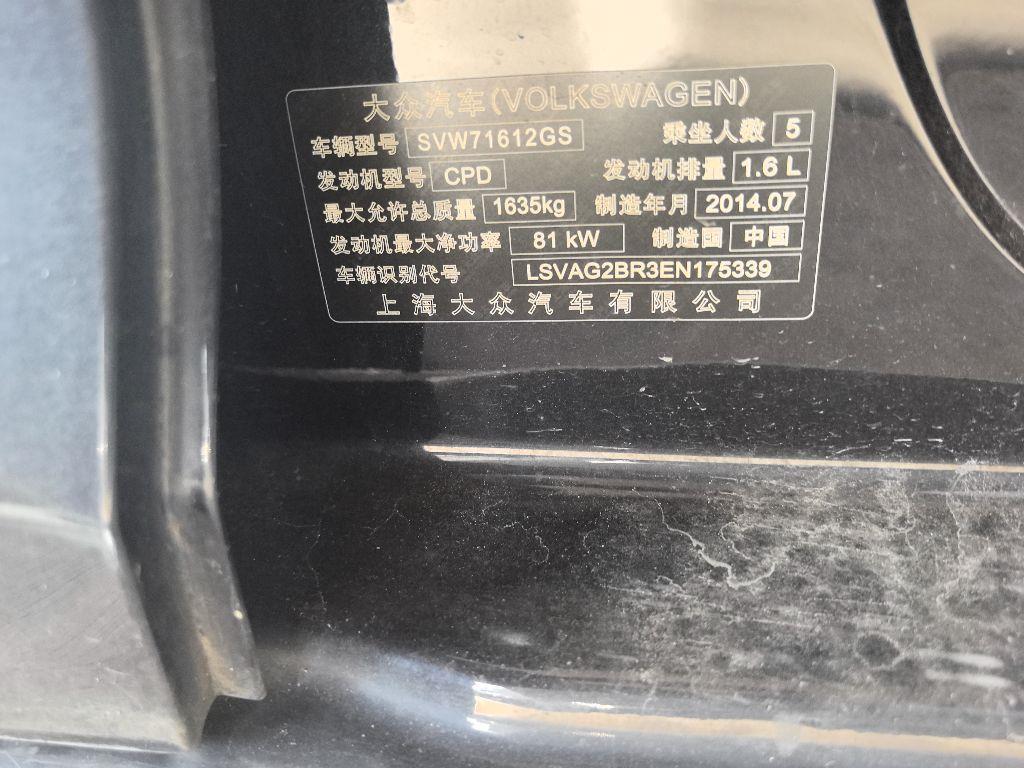 大众汽车(VOLKSWAGEN)
车辆型号 SVW71612GS 乘坐人数 5
发动机型号 CPD 发动机排量 1.6 L
最大允许总质量 1635kg 制造年月 2014.07
发动机最大净功率 81 kW 制造国 中国
车辆识别代号 LSVAG2BR3EN175339
上海大众汽车有限公司